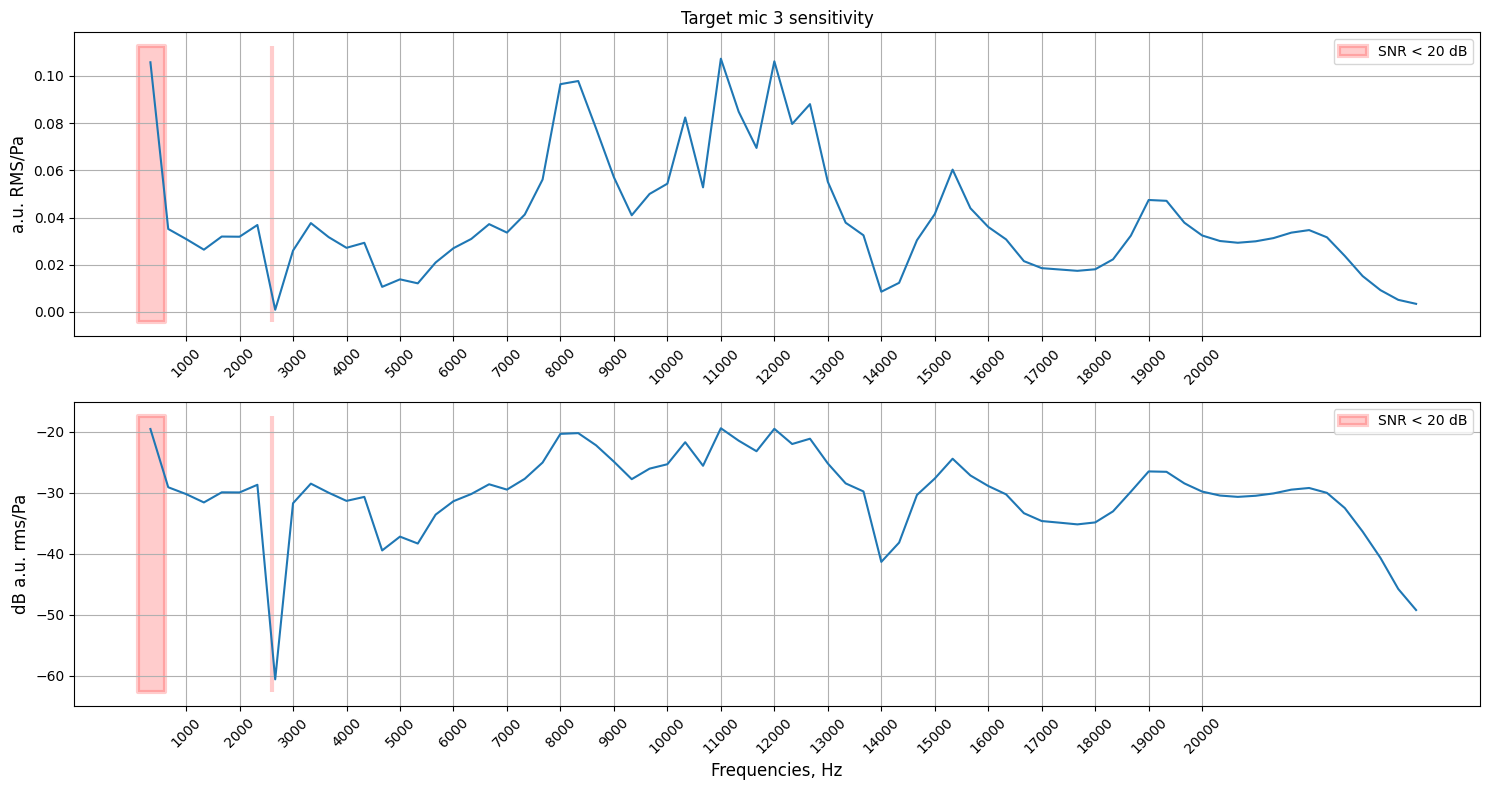 Target mic 3 sensitivity
SNR < 20 dB
a.u. RMS/Pa
0.10
0.08
0.06
0.04
0.02
0.00
1000 2000 3000 4000 5000 6000 7000 8000 9000 10000 11000 12000 13000 14000 15000 16000 17000 18000 19000 20000
SNR < 20 dB
dB a.u. rms/Pa
−20
−30
−40
−50
−60
1000 2000 3000 4000 5000 6000 7000 8000 9000 10000 11000 12000 13000 14000 15000 16000 17000 18000 19000 20000
Frequencies, Hz